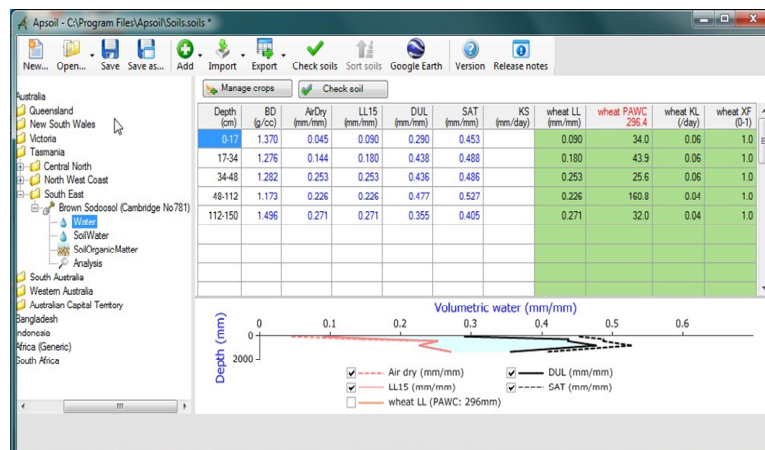 Apsoil - C:\Program Files\Apsoil\Soils.soils *
New... Open... Save Save as... Add Import Export Check soils Sort soils Google Earth Version Release notes
Manage crops Check soil
Australia
Queensland
New South Wales
Victoria
Tasmania
Central North
North West Coast
South East
Brown Sodoosol (Cambridge No781)
Water
SoilWater
SoilOrganicMatter
Analysis
South Australia
Western Australia
Australian Capital Territory
Bangladesh
ndonesia
Africa (Generic)
South Africa
Depth (cm) BD (g/cc) AirDry (mm/mm) LL15 (mm/mm) DUL (mm/mm) SAT (mm/mm) KS (mm/day) wheat LL (mm/mm) wheat PAWC 296.4 wheat KL (/day) wheat XF (0-1)
0-17 1.370 0.045 0.090 0.290 0.453 0.090 34.0 0.06 1.0
17-34 1.276 0.144 0.180 0.438 0.488 0.180 43.9 0.06 1.0
34-48 1.282 0.253 0.253 0.436 0.486 0.253 25.6 0.06 1.0
48-112 1.173 0.226 0.226 0.477 0.527 0.226 160.8 0.04 1.0
112-150 1.496 0.271 0.271 0.355 0.405 0.271 32.0 0.04 1.0
Volumetric water (mm/mm)
0 0.1 0.2 0.3 0.4 0.5 0.6
Depth (mm)
0
2000
Air dry (mm/mm) DUL (mm/mm)
LL15 (mm/mm) SAT (mm/mm)
wheat LL (PAWC: 296mm)